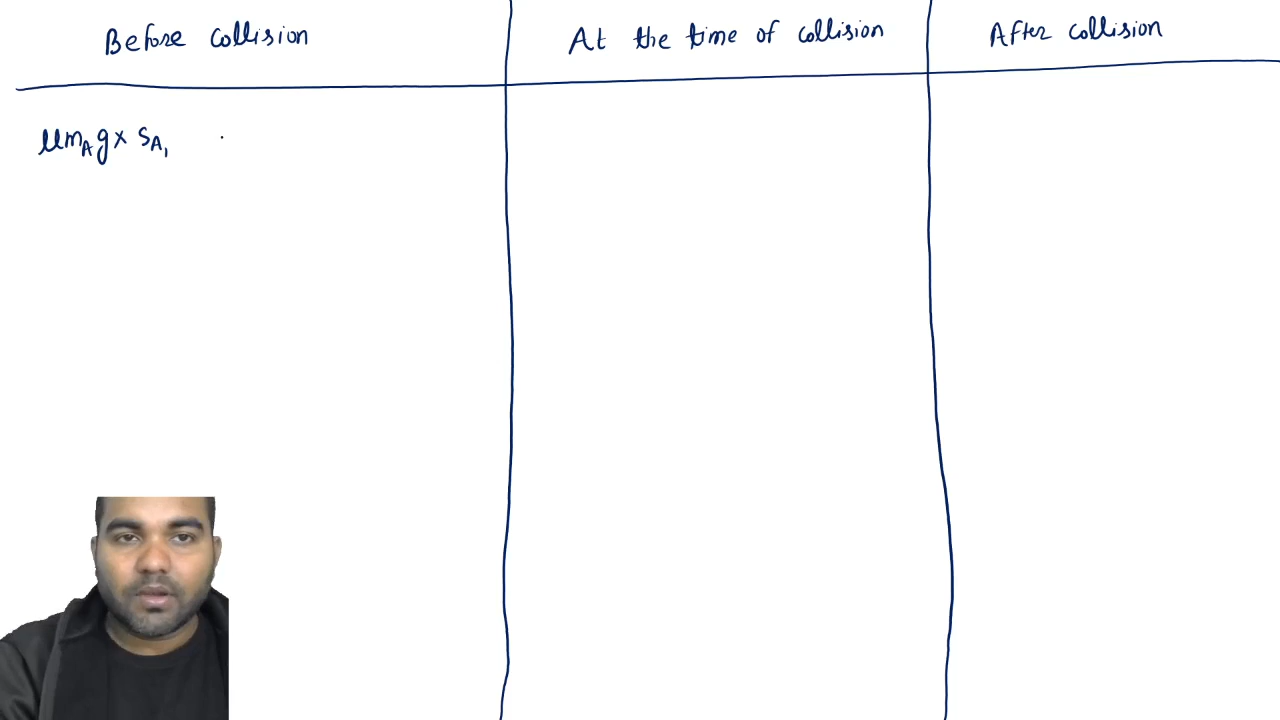 Before collision
At the time of collision
After collision
μm_A g × S_A₁